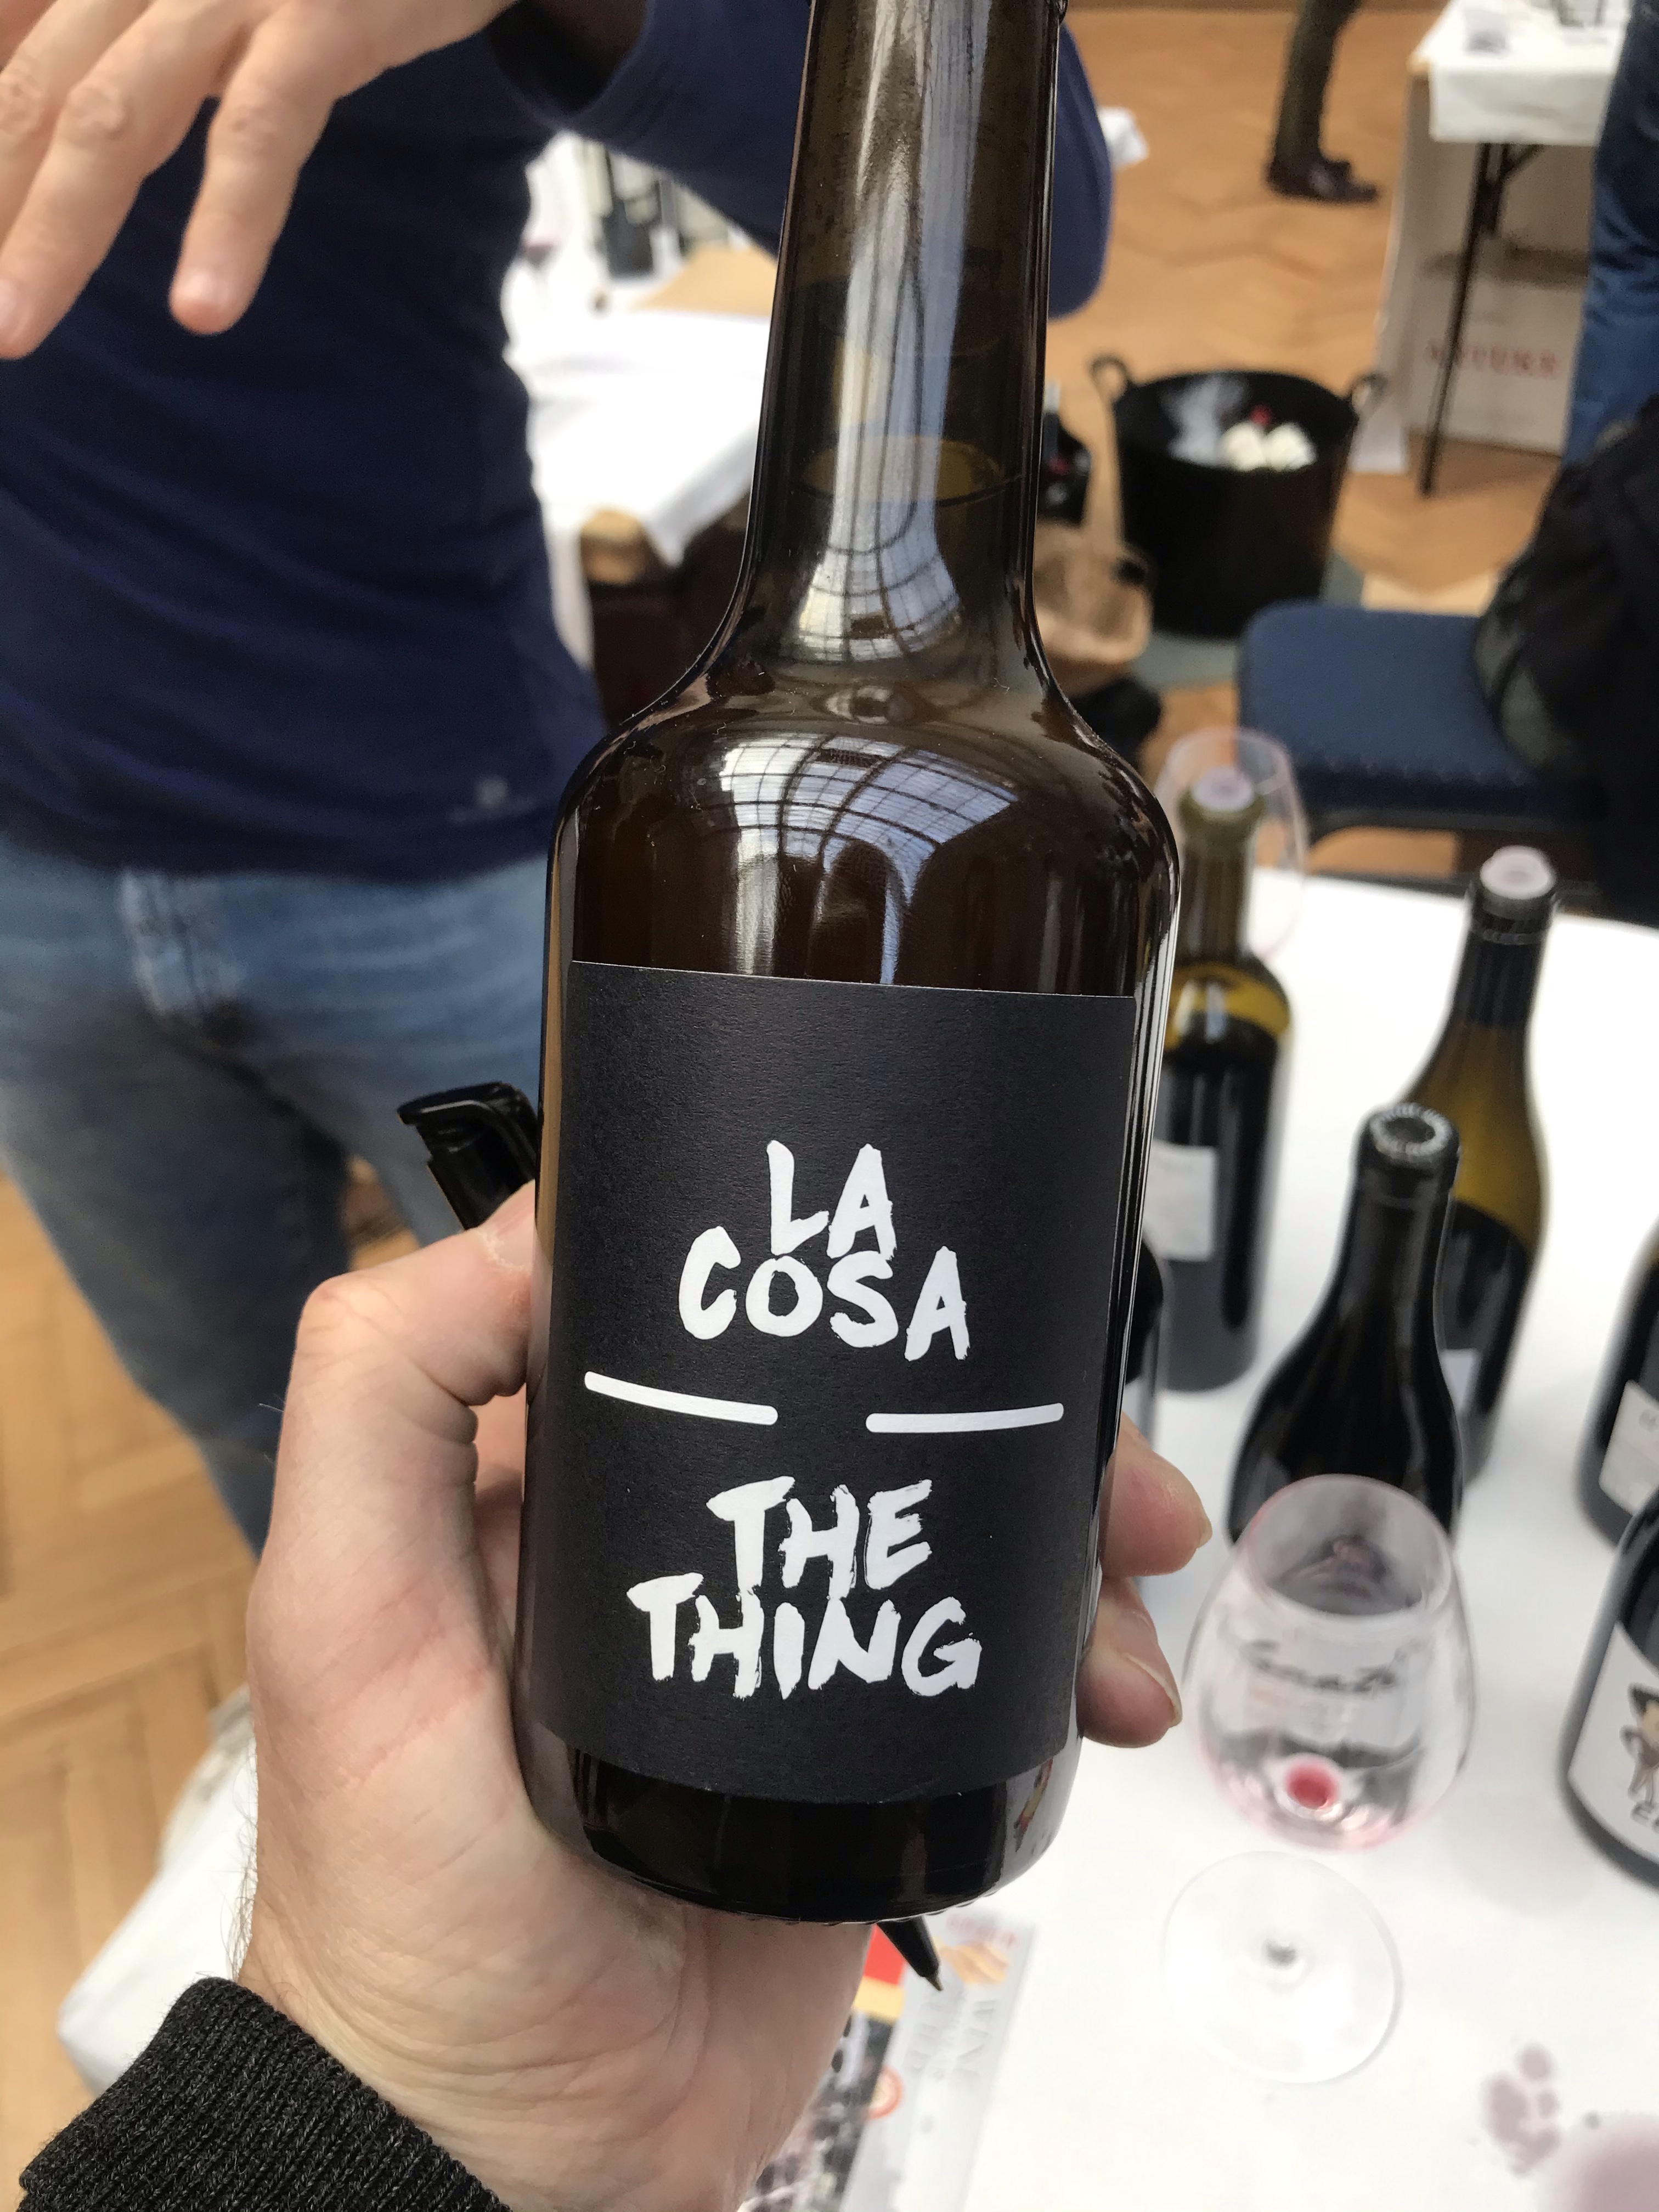 LA
COSA
THE
THING